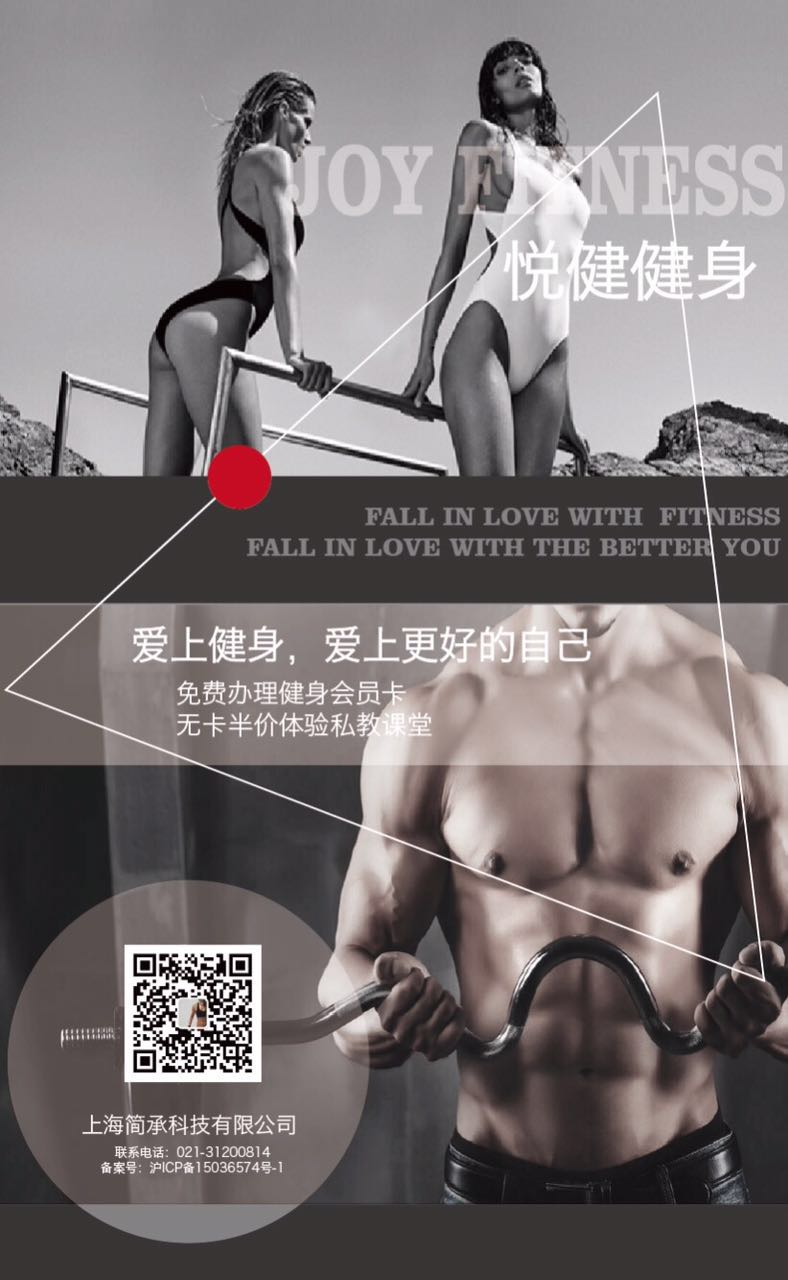 JOY FITNESS
悦健健身
FALL IN LOVE WITH FITNESS
FALL IN LOVE WITH THE BETTER YOU
爱上健身，爱上更好的自己
免费办理健身会员卡
无卡半价体验私教课堂
上海简承科技有限公司
联系电话：021-31200814
备案号：沪ICP备15036574号-1